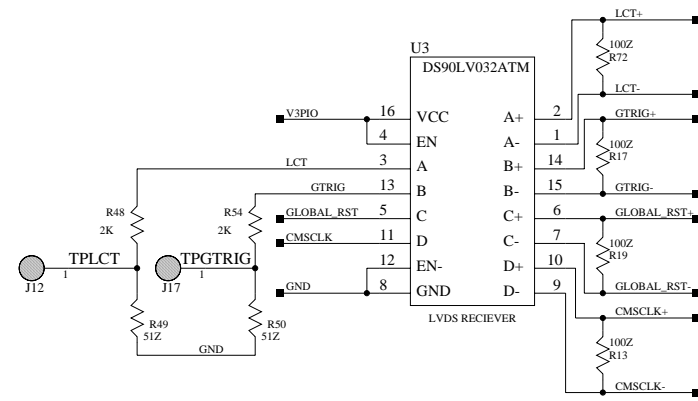 LCT+
U3
DS90LV032ATM
100Z
R72
LCT-
V3PIO
16
VCC
A+
2
GTRIG+
4
EN
A-
1
100Z
R17
LCT
3
A
B+
14
GTRIG
13
B
B-
15
GTRIG-
R48
2K
R54
2K
GLOBAL_RST
5
C
C+
6
GLOBAL_RST+
CMSCLK
11
D
C-
7
100Z
R19
TPLCT
1
J12
TPGTRIG
1
J17
12
EN-
D+
10
GND
8
GND
D-
9
GLOBAL_RST-
R49
51Z
R50
51Z
LVDS RECIEVER
CMSCLK+
100Z
R13
GND
CMSCLK-